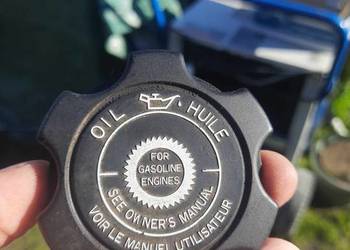 OIL HUILE
FOR
GASOLINE
ENGINES
SEE OWNER'S MANUAL
VOIR LE MANUEL UTILISATEUR